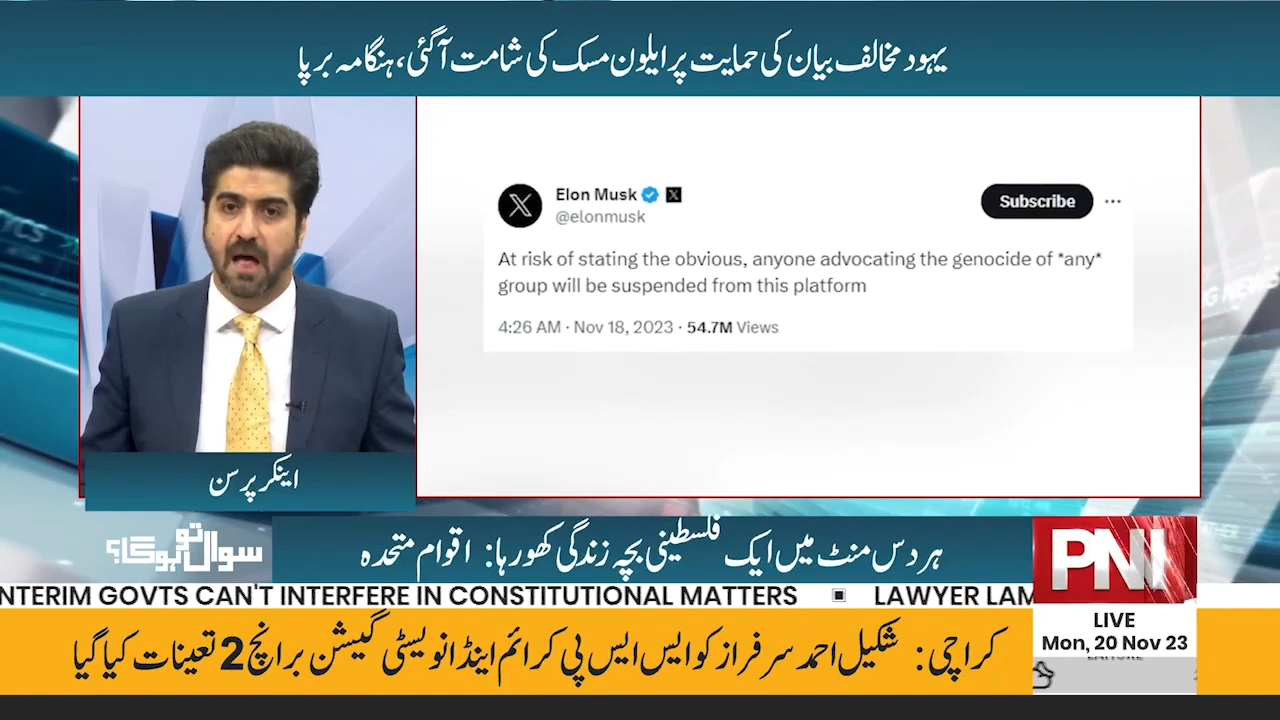 یہود مخالف بیان کی حمایت پر ایلون مسک کی شامت آگئی، ہنگامہ برپا
Elon Musk
@elonmusk
Subscribe
At risk of stating the obvious, anyone advocating the genocide of *any*
group will be suspended from this platform
4:26 AM · Nov 18, 2023 · 54.7M Views
اینکر پرسن
سوال تو ہوگا؟
ہر دس منٹ میں ایک فلسطینی بچہ زندگی کھو رہا: اقوام متحدہ
PNI
NTERIM GOVTS CAN'T INTERFERE IN CONSTITUTIONAL MATTERS
LAWYER LAM
LIVE
Mon, 20 Nov 23
کراچی: شکیل احمد سرفراز کو ایس ایس پی کرائم اینڈ انویسٹی گیشن برانچ 2 تعینات کیا گیا